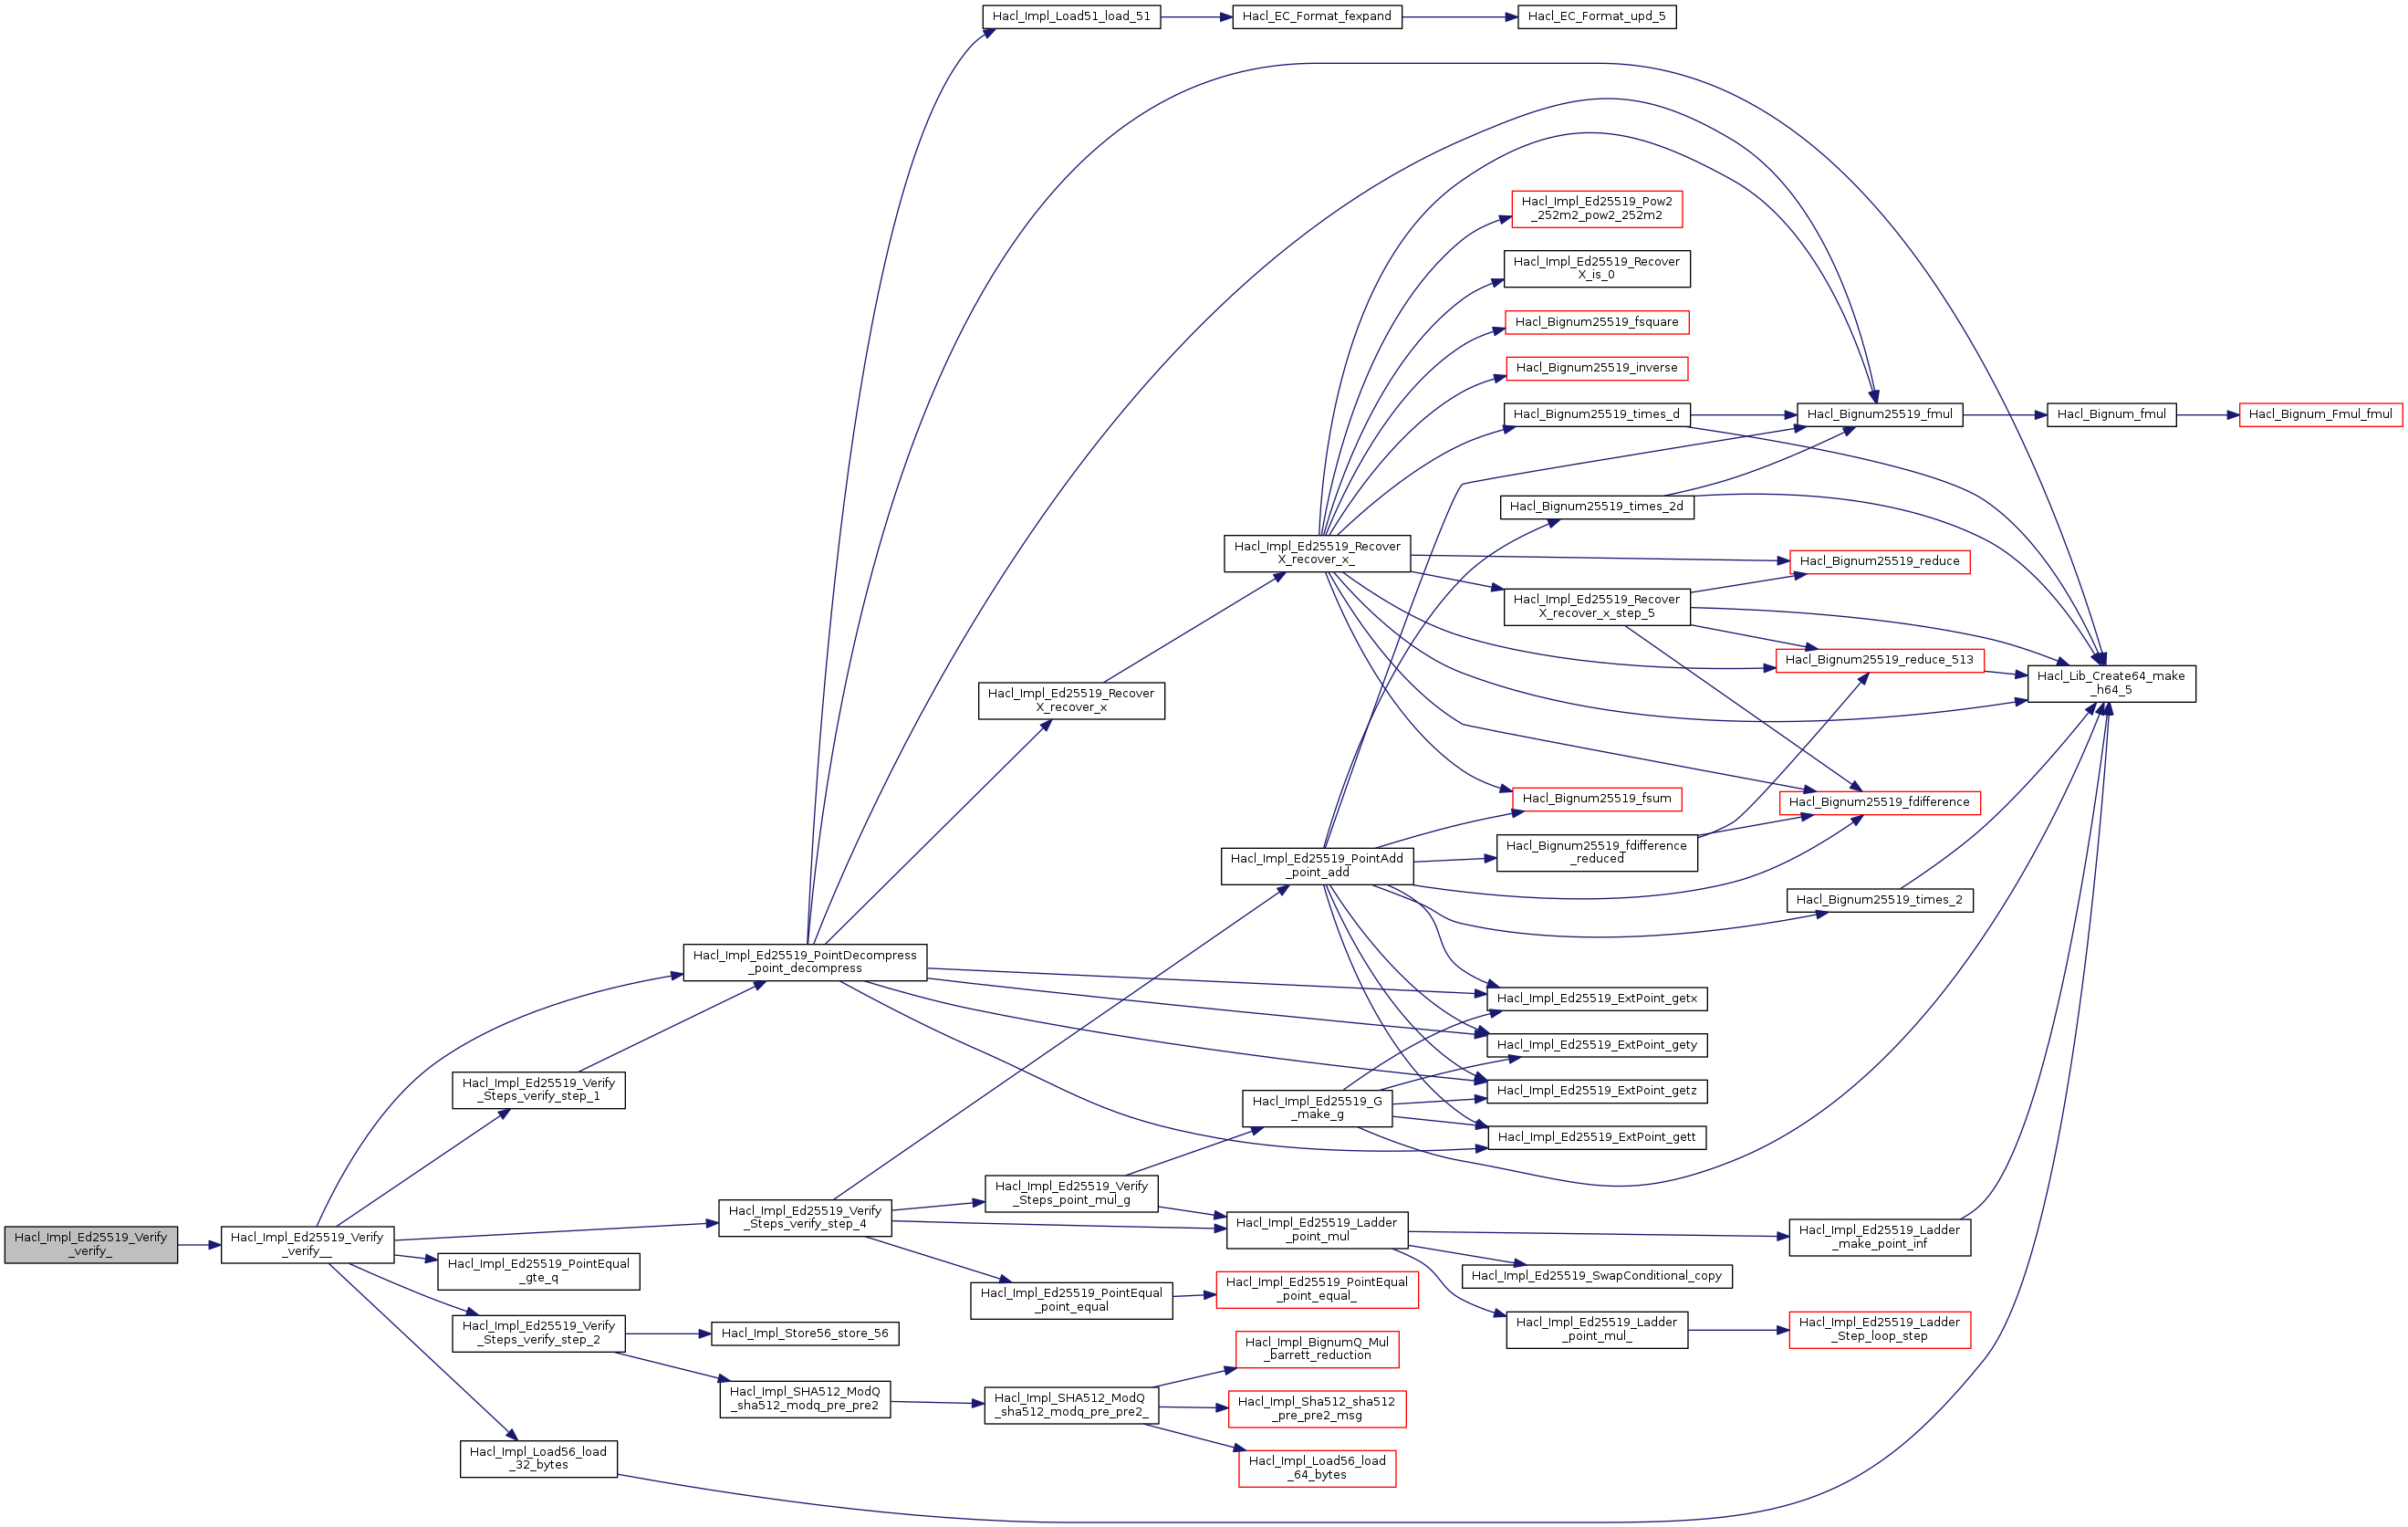 Hacl_Impl_Load51_load_51
Hacl_EC_Format_fexpand
Hacl_EC_Format_upd_5
Hacl_Impl_Ed25519_Pow2
_252m2_pow2_252m2
Hacl_Impl_Ed25519_Recover
X_is_0
Hacl_Bignum25519_fsquare
Hacl_Bignum25519_inverse
Hacl_Bignum25519_times_d
Hacl_Bignum25519_fmul
Hacl_Bignum_fmul
Hacl_Bignum_Fmul_fmul
Hacl_Bignum25519_times_2d
Hacl_Impl_Ed25519_Recover
X_recover_x_
Hacl_Bignum25519_reduce
Hacl_Impl_Ed25519_Recover
X_recover_x_step_5
Hacl_Bignum25519_reduce_513
Hacl_Lib_Create64_make
_h64_5
Hacl_Impl_Ed25519_Recover
X_recover_x
Hacl_Bignum25519_fsum
Hacl_Bignum25519_fdifference
Hacl_Bignum25519_fdifference
_reduced
Hacl_Impl_Ed25519_PointAdd
_point_add
Hacl_Bignum25519_times_2
Hacl_Impl_Ed25519_PointDecompress
_point_decompress
Hacl_Impl_Ed25519_ExtPoint_getx
Hacl_Impl_Ed25519_ExtPoint_gety
Hacl_Impl_Ed25519_ExtPoint_getz
Hacl_Impl_Ed25519_Verify
_Steps_verify_step_1
Hacl_Impl_Ed25519_G
_make_g
Hacl_Impl_Ed25519_ExtPoint_gett
Hacl_Impl_Ed25519_Verify
_Steps_point_mul_g
Hacl_Impl_Ed25519_Verify
_verify_
Hacl_Impl_Ed25519_Verify
_verify__
Hacl_Impl_Ed25519_Verify
_Steps_verify_step_4
Hacl_Impl_Ed25519_Ladder
_point_mul
Hacl_Impl_Ed25519_Ladder
_make_point_inf
Hacl_Impl_Ed25519_PointEqual
_gte_q
Hacl_Impl_Ed25519_SwapConditional_copy
Hacl_Impl_Ed25519_PointEqual
_point_equal
Hacl_Impl_Ed25519_PointEqual
_point_equal_
Hacl_Impl_Ed25519_Verify
_Steps_verify_step_2
Hacl_Impl_Store56_store_56
Hacl_Impl_Ed25519_Ladder
_point_mul_
Hacl_Impl_Ed25519_Ladder
_Step_loop_step
Hacl_Impl_BignumQ_Mul
_barrett_reduction
Hacl_Impl_SHA512_ModQ
_sha512_modq_pre_pre2
Hacl_Impl_SHA512_ModQ
_sha512_modq_pre_pre2_
Hacl_Impl_Sha512_sha512
_pre_pre2_msg
Hacl_Impl_Load56_load
_32_bytes
Hacl_Impl_Load56_load
_64_bytes